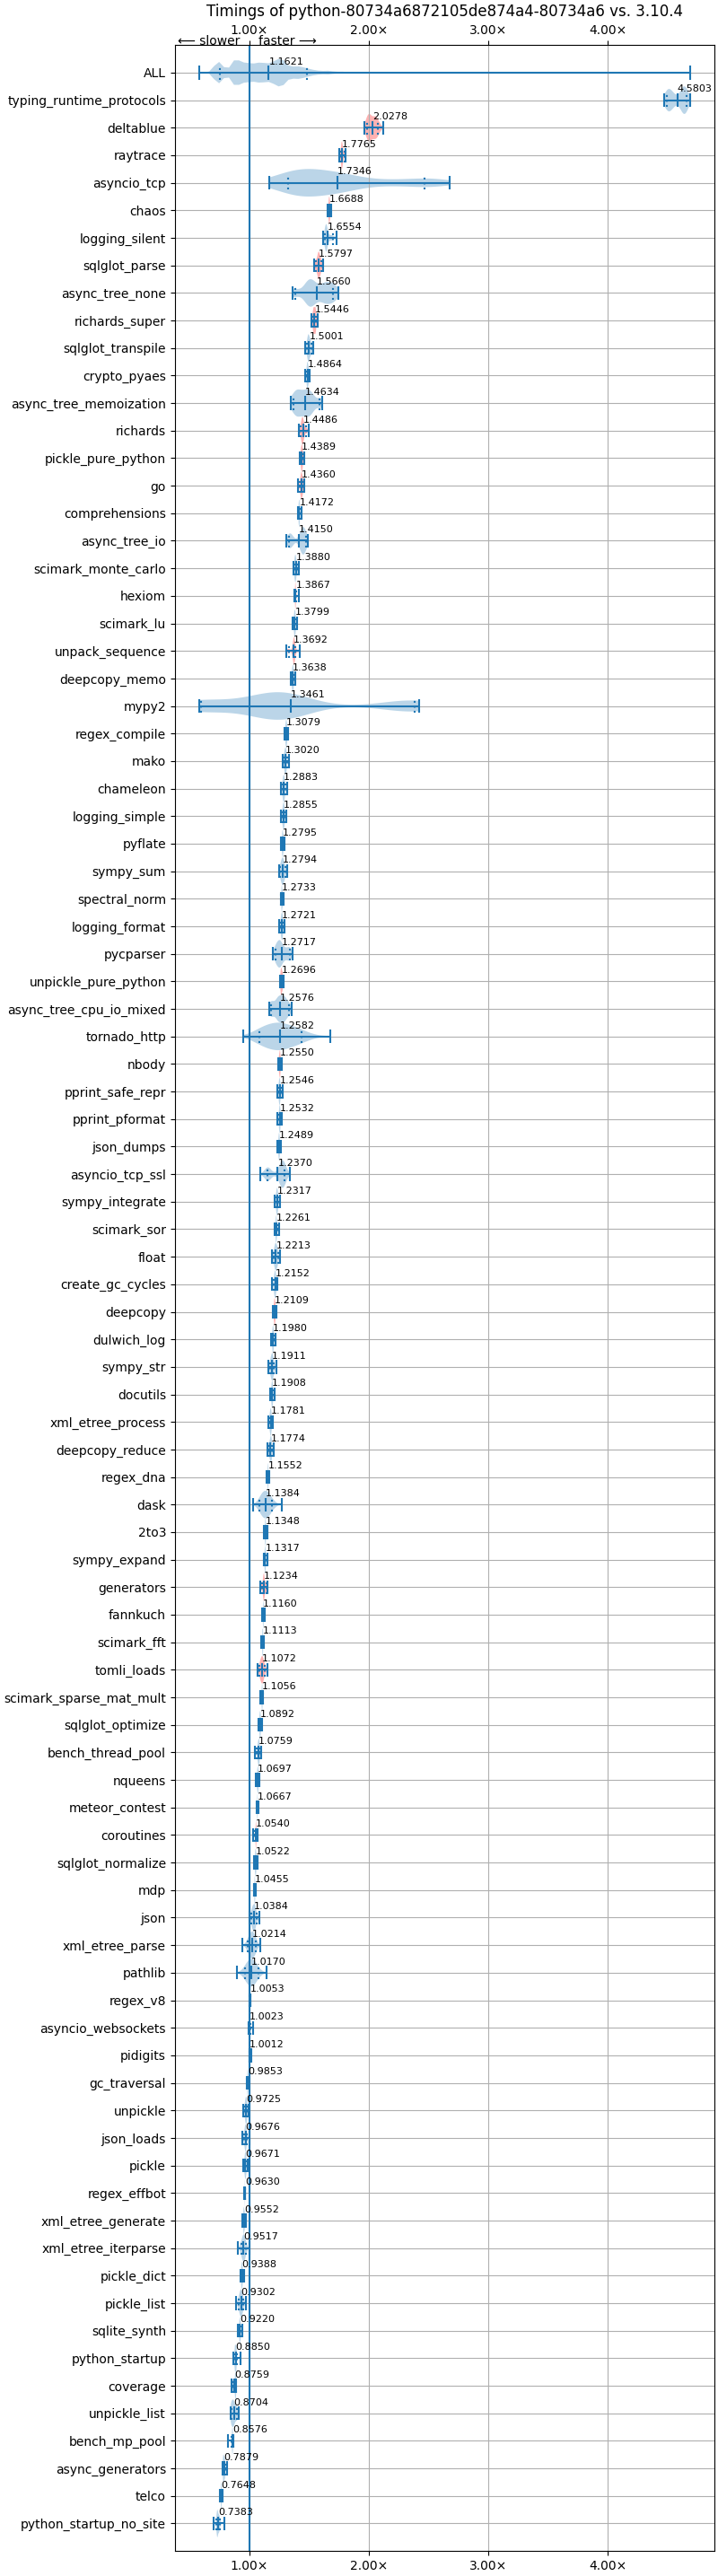 Timings of python-80734a6872105de874a4-80734a6 vs. 3.10.4
1.00× 2.00× 3.00× 4.00×
⟵ slower faster ⟶
ALL 1.1621
typing_runtime_protocols 4.5803
deltablue 2.0278
raytrace 1.7765
asyncio_tcp 1.7346
chaos 1.6688
logging_silent 1.6554
sqlglot_parse 1.5797
async_tree_none 1.5660
richards_super 1.5446
sqlglot_transpile 1.5001
crypto_pyaes 1.4864
async_tree_memoization 1.4634
richards 1.4486
pickle_pure_python 1.4389
go 1.4360
comprehensions 1.4172
async_tree_io 1.4150
scimark_monte_carlo 1.3880
hexiom 1.3867
scimark_lu 1.3799
unpack_sequence 1.3692
deepcopy_memo 1.3638
mypy2 1.3461
regex_compile 1.3079
mako 1.3020
chameleon 1.2883
logging_simple 1.2855
pyflate 1.2795
sympy_sum 1.2794
spectral_norm 1.2733
logging_format 1.2721
pycparser 1.2717
unpickle_pure_python 1.2696
async_tree_cpu_io_mixed 1.2576
tornado_http 1.2582
nbody 1.2550
pprint_safe_repr 1.2546
pprint_pformat 1.2532
json_dumps 1.2489
asyncio_tcp_ssl 1.2370
sympy_integrate 1.2317
scimark_sor 1.2261
float 1.2213
create_gc_cycles 1.2152
deepcopy 1.2109
dulwich_log 1.1980
sympy_str 1.1911
docutils 1.1908
xml_etree_process 1.1781
deepcopy_reduce 1.1774
regex_dna 1.1552
dask 1.1384
2to3 1.1348
sympy_expand 1.1317
generators 1.1234
fannkuch 1.1160
scimark_fft 1.1113
tomli_loads 1.1072
scimark_sparse_mat_mult 1.1056
sqlglot_optimize 1.0892
bench_thread_pool 1.0759
nqueens 1.0697
meteor_contest 1.0667
coroutines 1.0540
sqlglot_normalize 1.0522
mdp 1.0455
json 1.0384
xml_etree_parse 1.0214
pathlib 1.0170
regex_v8 1.0053
asyncio_websockets 1.0023
pidigits 1.0012
gc_traversal 0.9853
unpickle 0.9725
json_loads 0.9676
pickle 0.9671
regex_effbot 0.9630
xml_etree_generate 0.9552
xml_etree_iterparse 0.9517
pickle_dict 0.9388
pickle_list 0.9302
sqlite_synth 0.9220
python_startup 0.8850
coverage 0.8759
unpickle_list 0.8704
bench_mp_pool 0.8576
async_generators 0.7879
telco 0.7648
python_startup_no_site 0.7383
1.00× 2.00× 3.00× 4.00×